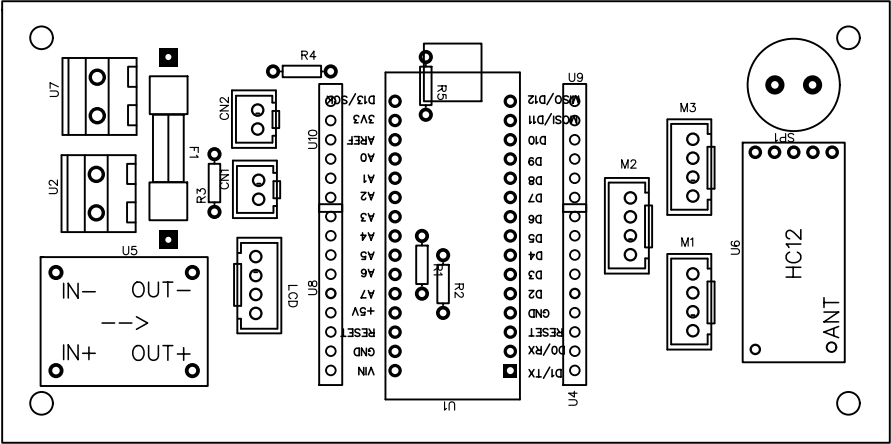 R4
U7
U9
R5
D13/SCK
MISO/D12
M3
CN2
3V3
MOSI/D11
U10
AREF
D10
SP1
F1
A0
D9
A1
D8
M2
U2
R3
CN1
A2
D7
A3
D6
A4
D5
M1
U6
HC12
U5
A5
D4
IN-
OUT-
LCD
U8
A6
D3
R1
R2
A7
D2
-->
+5V
GND
ANT
RESET
RESET
IN+
OUT+
GND
D0/RX
VIN
D1/TX
U1
U4